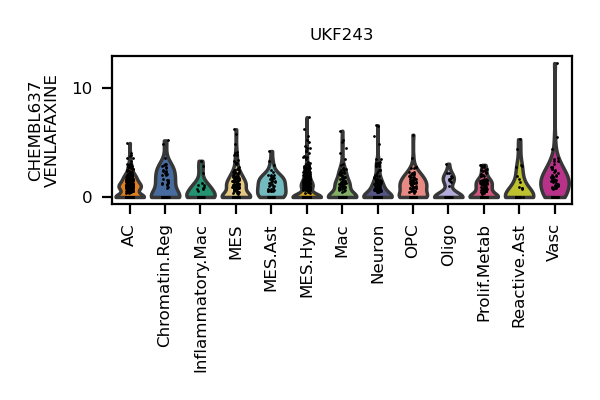 UKF243
CHEMBL637
VENLAFAXINE
10
0
AC
Chromatin.Reg
Inflammatory.Mac
MES
MES.Ast
MES.Hyp
Mac
Neuron
OPC
Oligo
Prolif.Metab
Reactive.Ast
Vasc